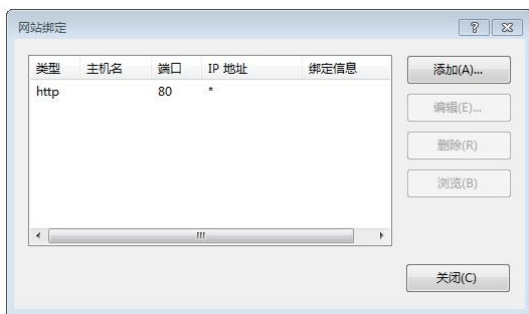 网站绑定
类型 主机名 端口 IP 地址 绑定信息
http 80 *
添加(A)...
编辑(E)...
删除(R)
浏览(B)
关闭(C)